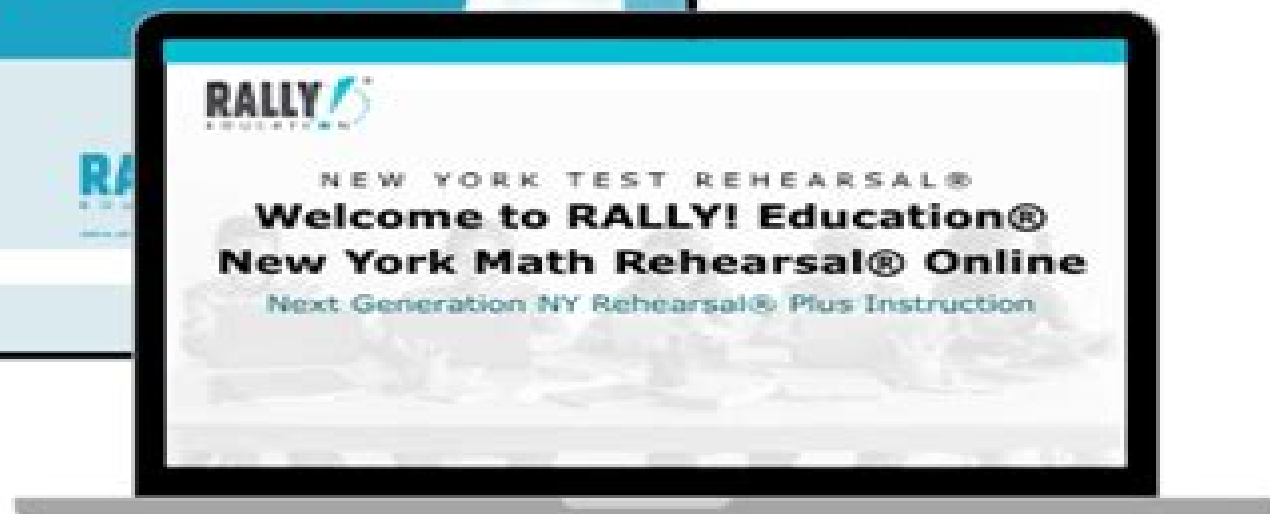 RALLY!
EDUCATION
NEW YORK TEST REHEARSAL®
Welcome to RALLY! Education®
New York Math Rehearsal® Online
Next Generation NY Rehearsal® Plus Instruction
RA